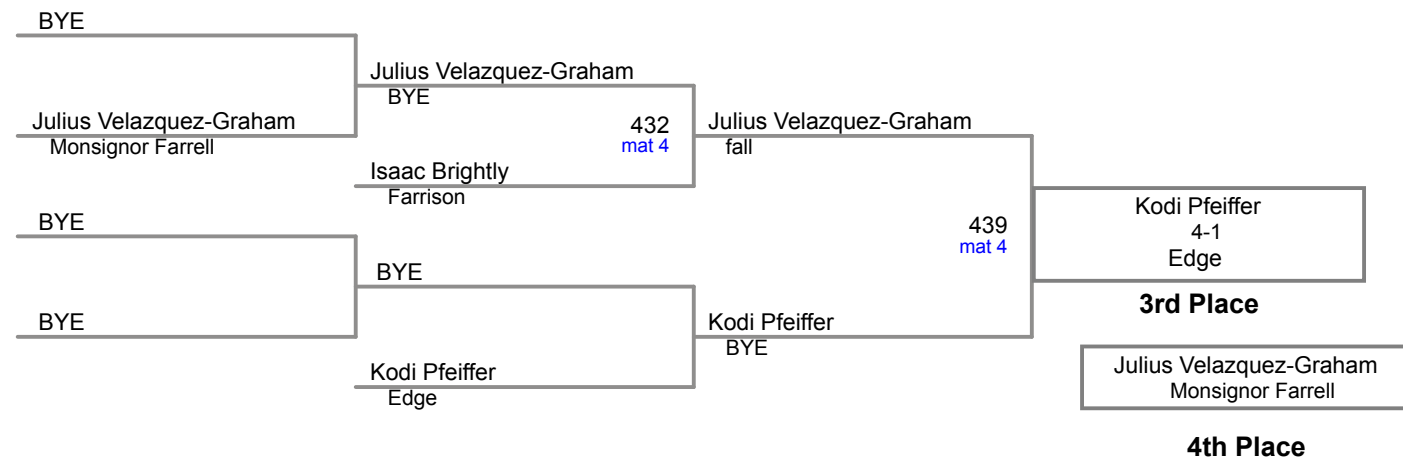 BYE
Julius Velazquez-Graham
BYE
Julius Velazquez-Graham
Monsignor Farrell
432
mat 4
Julius Velazquez-Graham
fall
Isaac Brightly
Farrison
BYE
439
mat 4
Kodi Pfeiffer
4-1
Edge
3rd Place
BYE
BYE
Kodi Pfeiffer
BYE
Kodi Pfeiffer
Edge
Julius Velazquez-Graham
Monsignor Farrell
4th Place